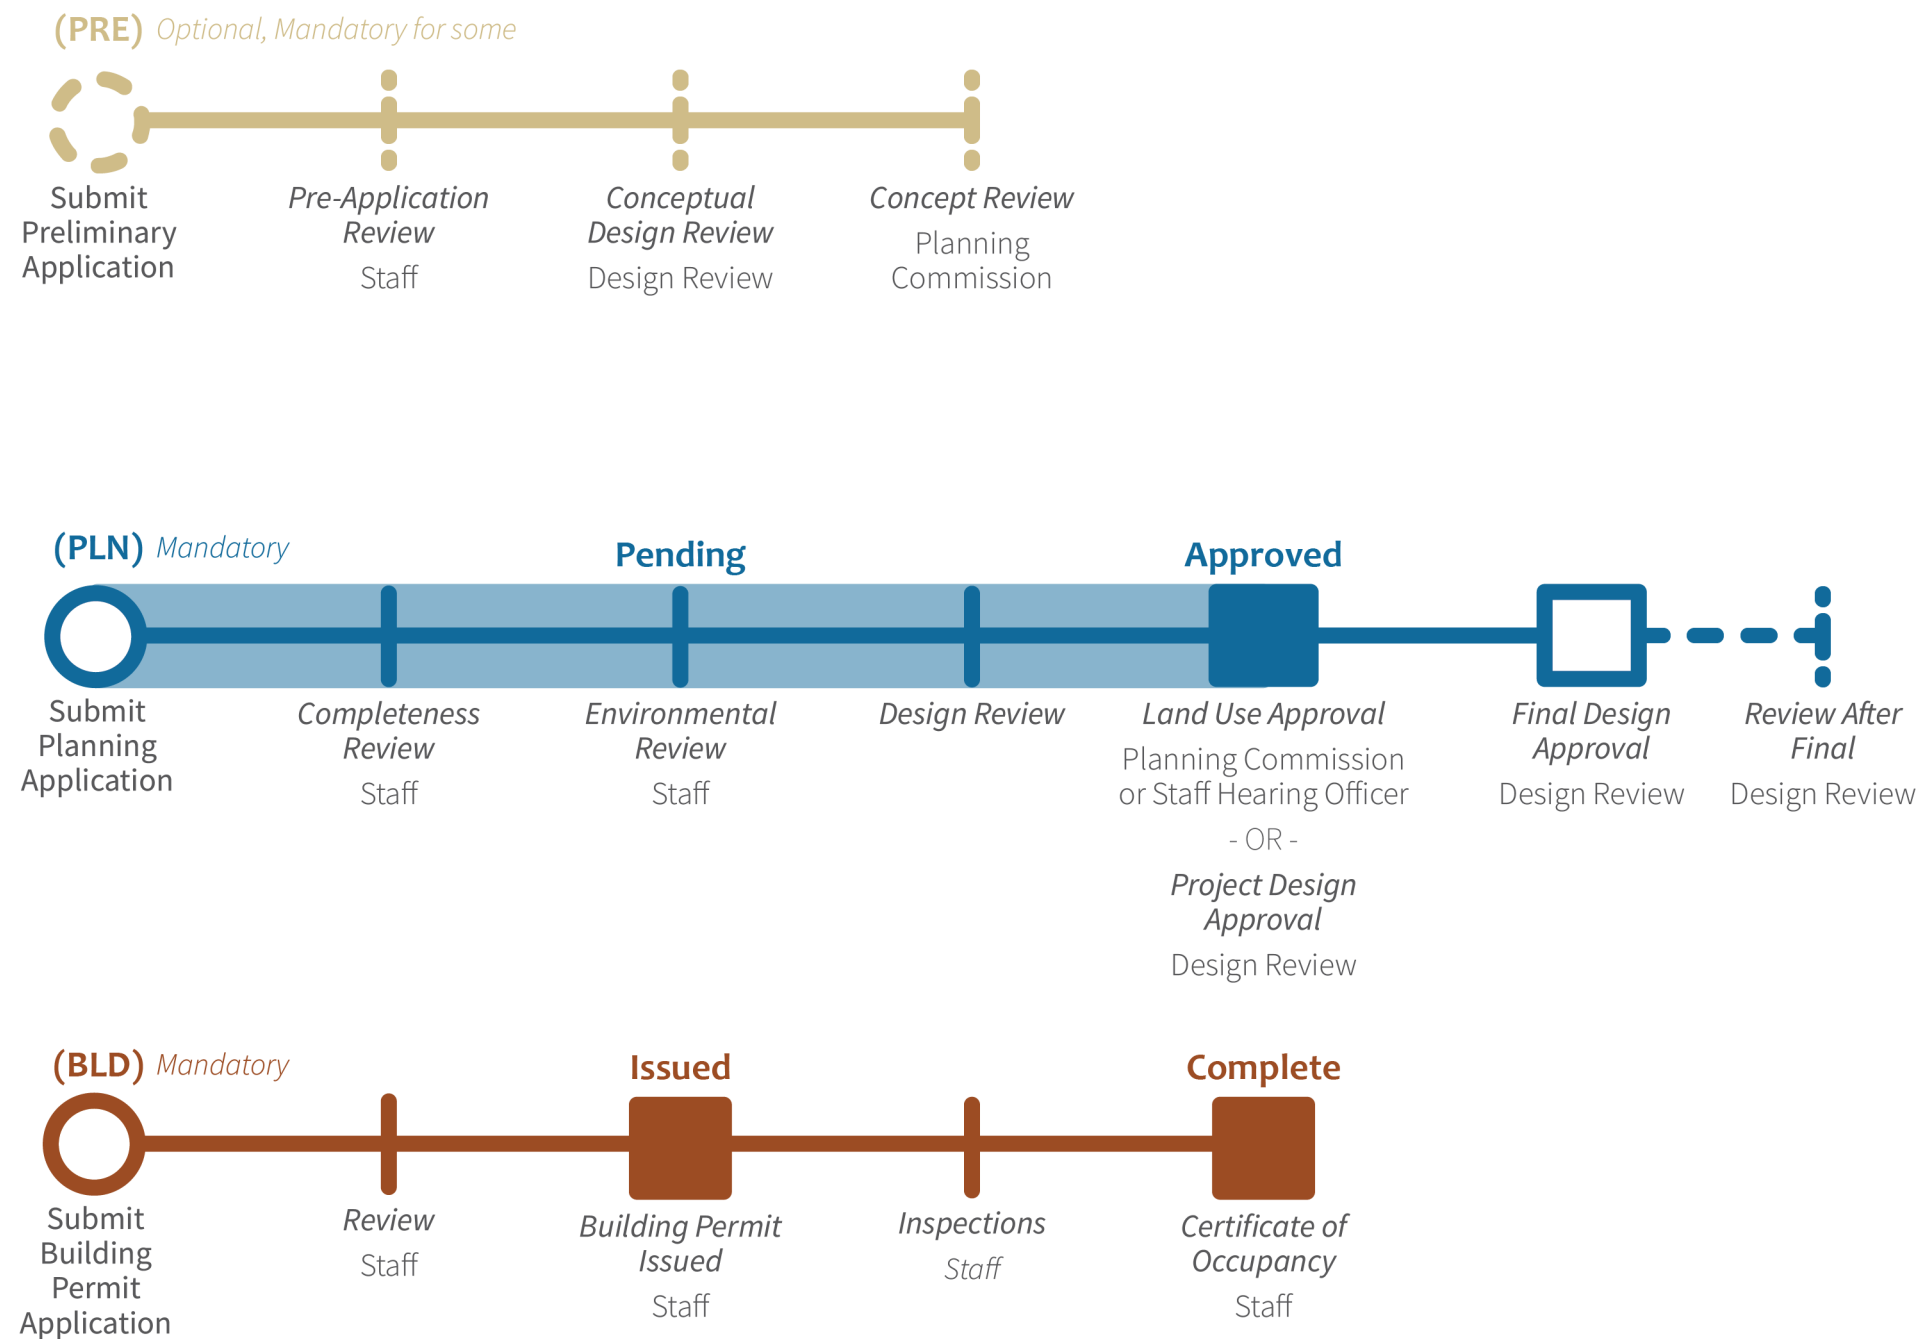 (PRE) Optional, Mandatory for some
Submit
Preliminary
Application
Pre-Application
Review
Staff
Conceptual
Design Review
Design Review
Concept Review
Planning
Commission
(PLN) Mandatory
Pending
Approved
Submit
Planning
Application
Completeness
Review
Staff
Environmental
Review
Staff
Design Review
Land Use Approval
Planning Commission
or Staff Hearing Officer
- OR -
Project Design
Approval
Design Review
Final Design
Approval
Design Review
Review After
Final
Design Review
(BLD) Mandatory
Issued
Complete
Submit
Building
Permit
Application
Review
Staff
Building Permit
Issued
Staff
Inspections
Staff
Certificate of
Occupancy
Staff